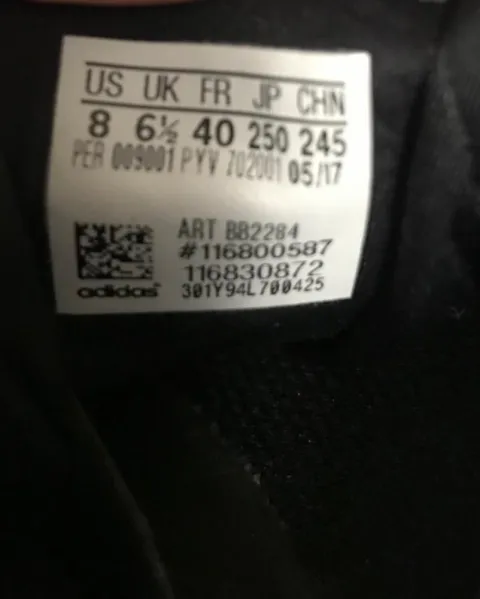 US UK FR JP CHN
8 6½ 40 250 245
PER 009001 PYV 702001 05/17
ART BB2284
#116800587
116830872
adidas 301Y94L700425